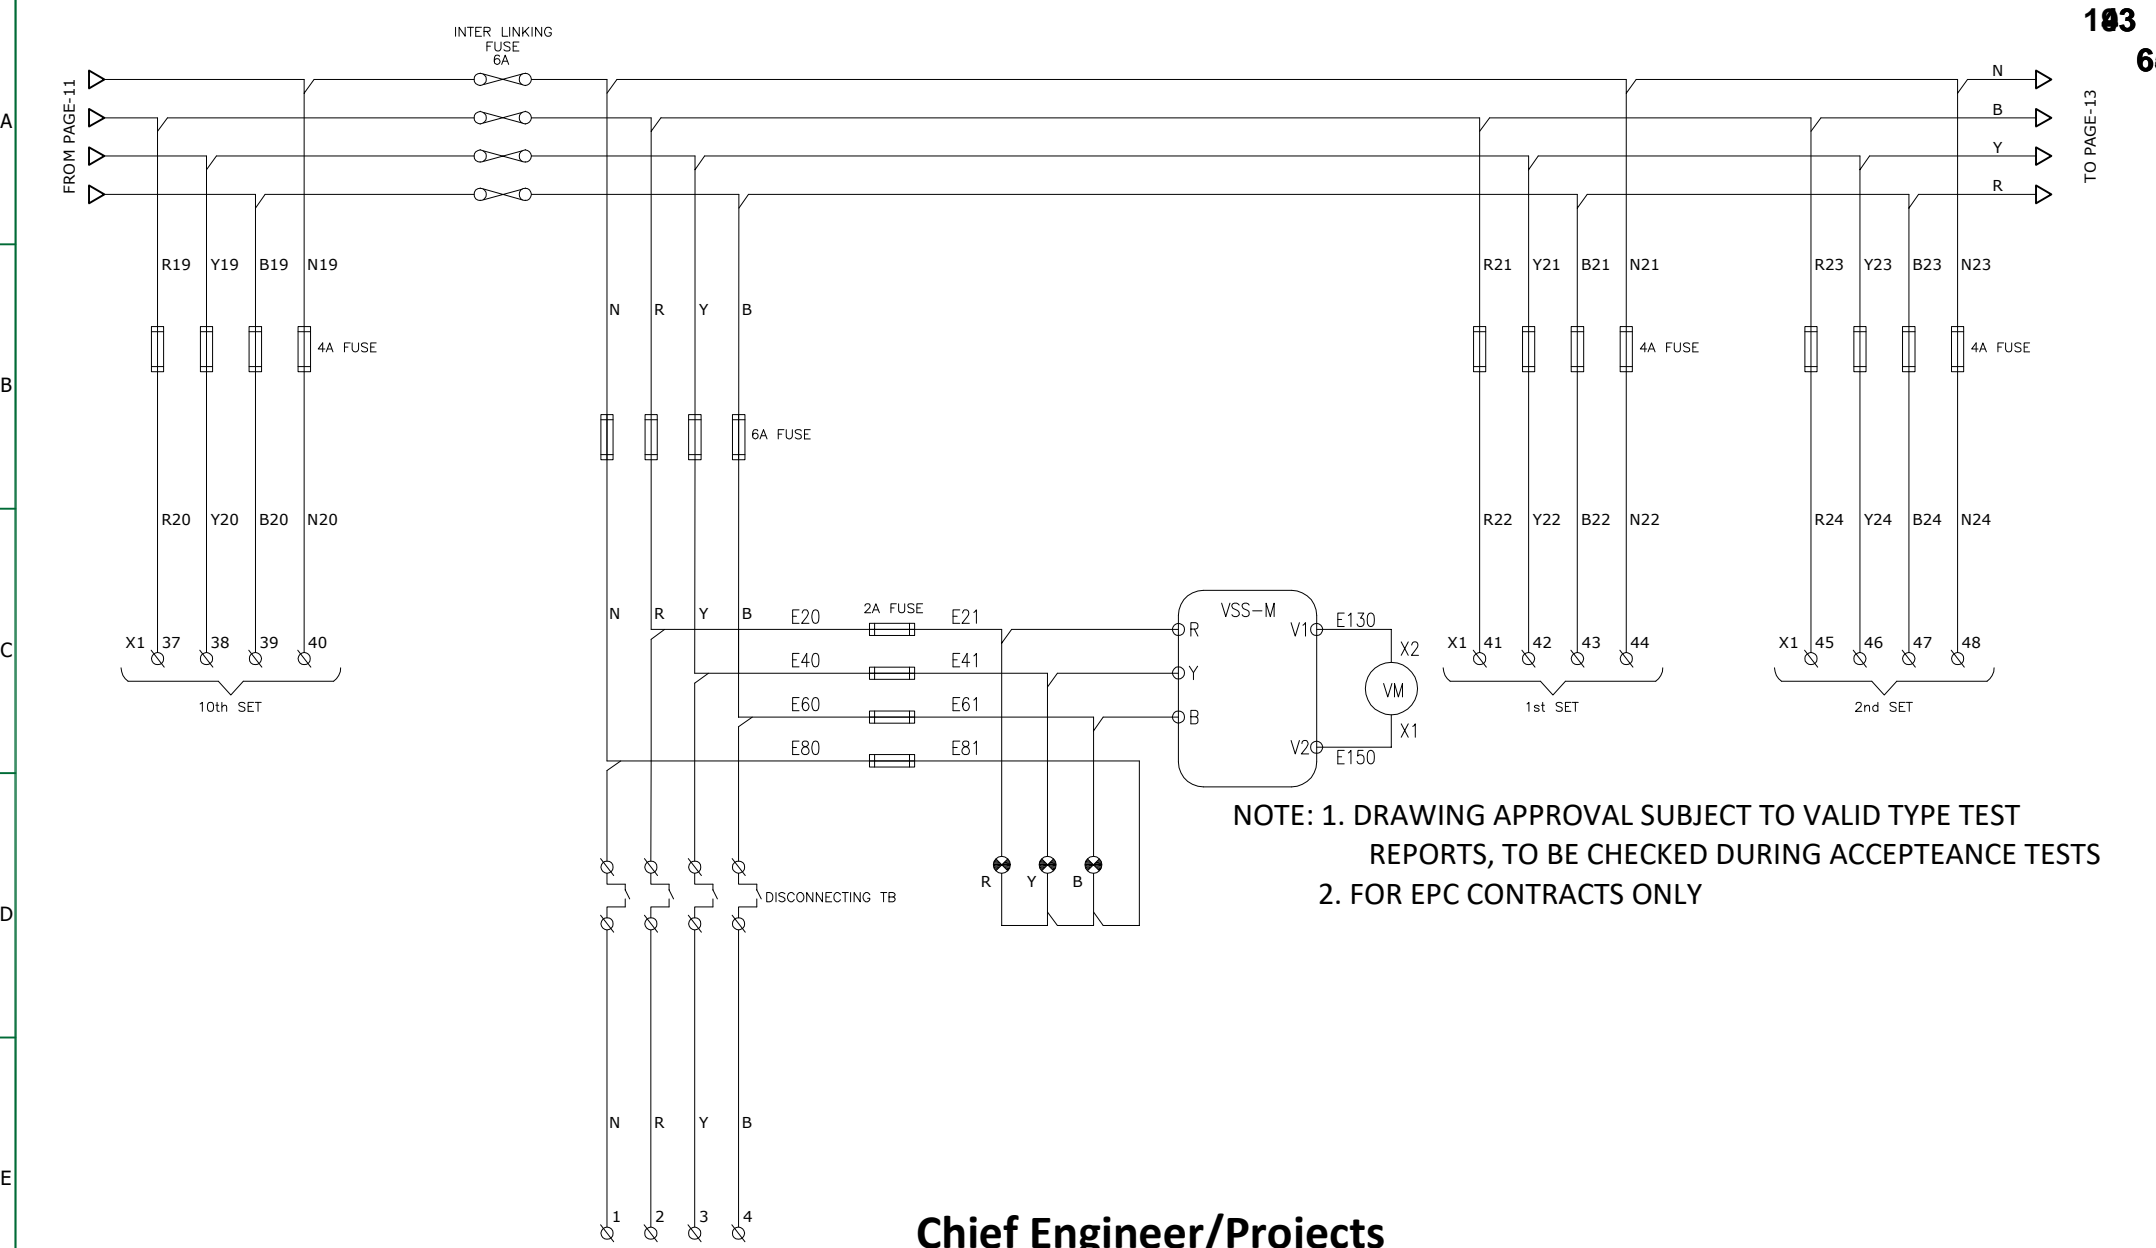 INTER LINKING
FUSE
6A
FROM PAGE-11
N
B
Y
R
TO PAGE-13
A
R19 Y19 B19 N19
R21 Y21 B21 N21
R23 Y23 B23 N23
N R Y B
4A FUSE
4A FUSE
4A FUSE
B
6A FUSE
R20 Y20 B20 N20
R22 Y22 B22 N22
R24 Y24 B24 N24
N R Y B
E20 2A FUSE E21
E40 E41
E60 E61
E80 E81
VSS-M
R
Y
B
V1 E130
V2 E150
X2
VM
X1
C
X1 37 38 39 40
10th SET
X1 41 42 43 44
1st SET
X1 45 46 47 48
2nd SET
NOTE: 1. DRAWING APPROVAL SUBJECT TO VALID TYPE TEST
REPORTS, TO BE CHECKED DURING ACCEPTEANCE TESTS
2. FOR EPC CONTRACTS ONLY
R Y B
DISCONNECTING TB
D
N R Y B
E
1 2 3 4
Chief Engineer/Projects